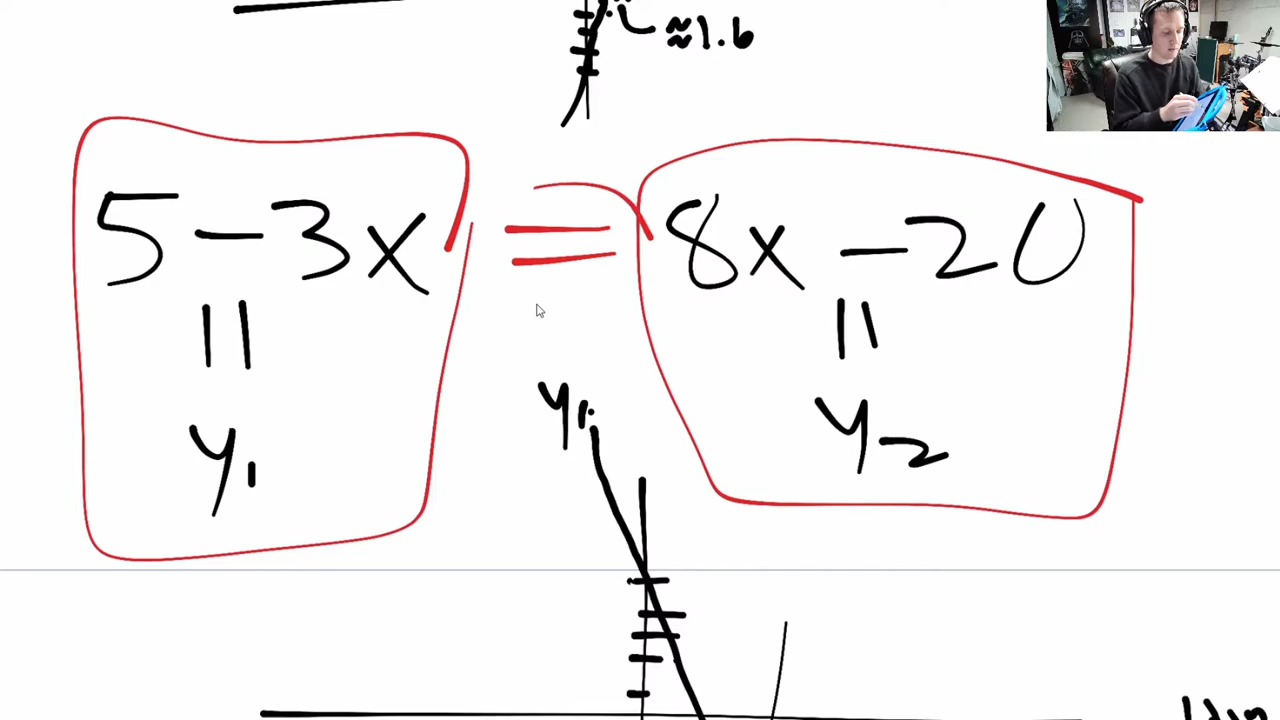 ≈1.6
5-3x = 8x-20
=
=
y₁
y₂
y₁